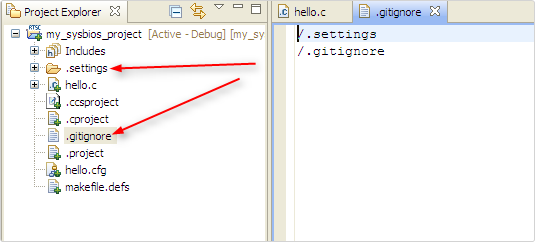 Project Explorer
RTSC
my_sysbios_project [Active - Debug] [my_sy
Includes
.settings
hello.c
.ccsproject
.cproject
.gitignore
.project
hello.cfg
makefile.defs
hello.c
.gitignore
/.settings
/.gitignore